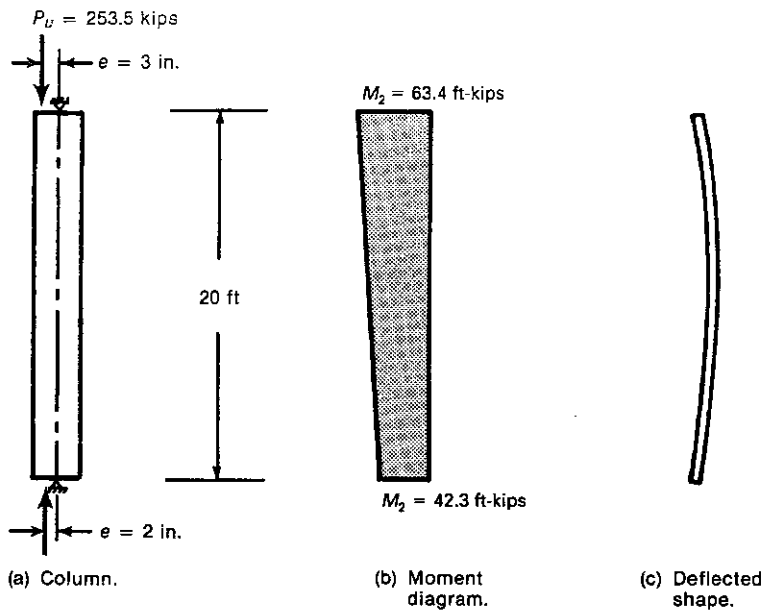 P_u = 253.5 kips
e = 3 in.
M_2 = 63.4 ft-kips
20 ft
M_2 = 42.3 ft-kips
e = 2 in.
(a) Column.
(b) Moment
diagram.
(c) Deflected
shape.